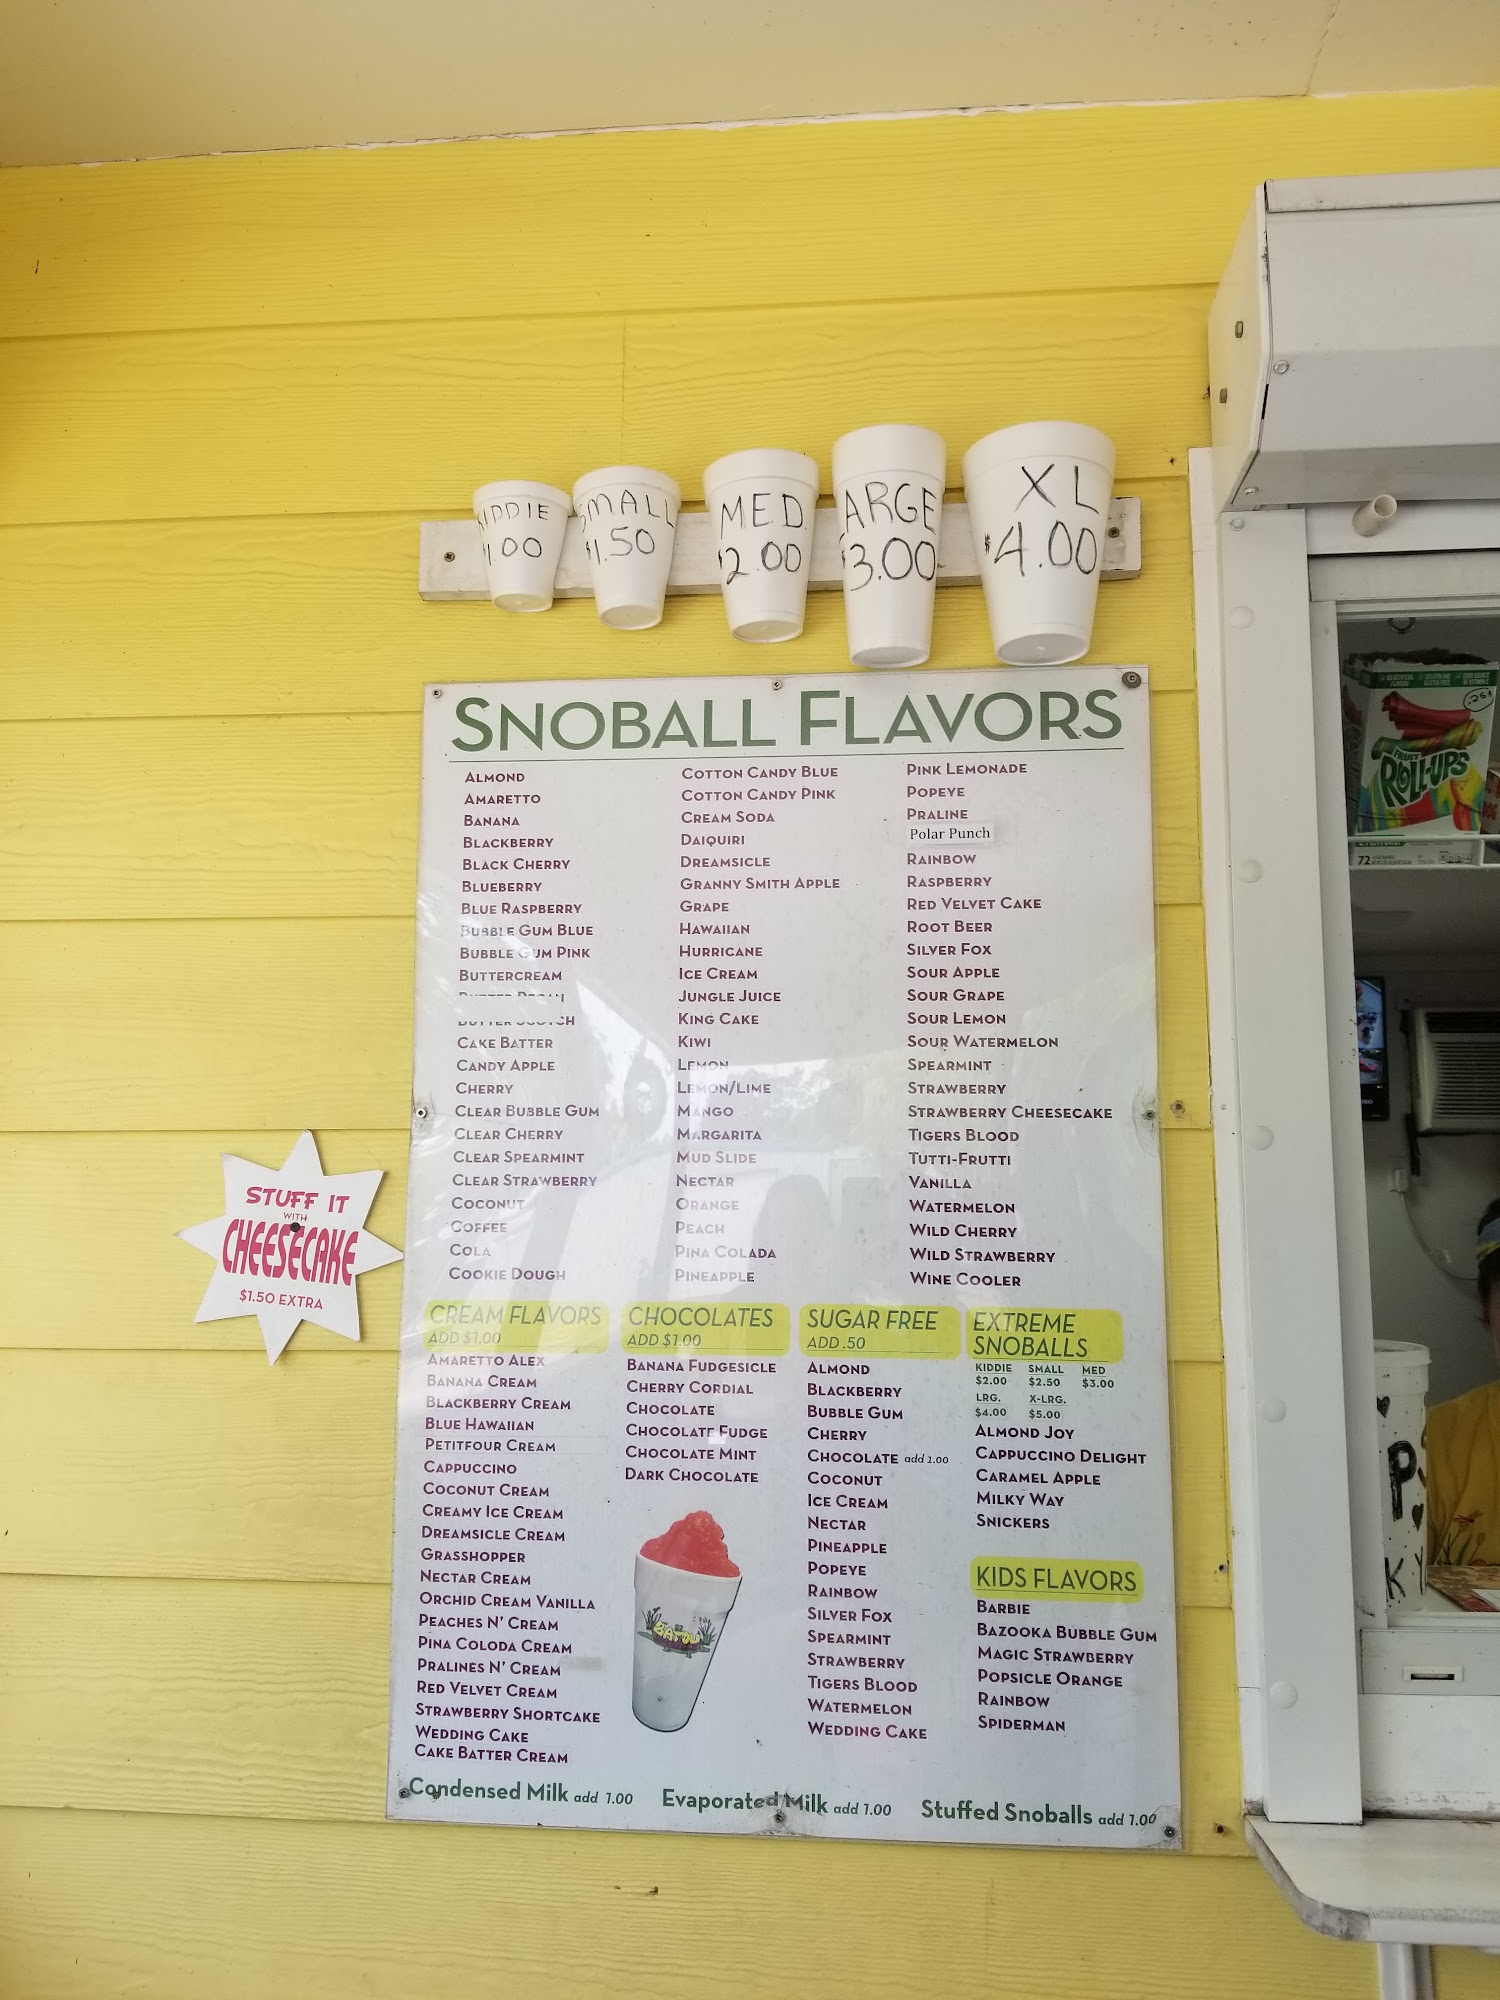 KIDDIE
$1.00
SMALL
$1.50
MED.
$2.00
LARGE
$3.00
XL
$4.00
SNOBALL FLAVORS
ALMOND
AMARETTO
BANANA
BLACKBERRY
BLACK CHERRY
BLUEBERRY
BLUE RASPBERRY
BUBBLE GUM BLUE
BUBBLE GUM PINK
BUTTERCREAM
BUTTER PECAN
BUTTER SCOTCH
CAKE BATTER
CANDY APPLE
CHERRY
CLEAR BUBBLE GUM
CLEAR CHERRY
CLEAR SPEARMINT
CLEAR STRAWBERRY
COCONUT
COFFEE
COLA
COOKIE DOUGH
COTTON CANDY BLUE
COTTON CANDY PINK
CREAM SODA
DAIQUIRI
DREAMSICLE
GRANNY SMITH APPLE
GRAPE
HAWAIIAN
HURRICANE
ICE CREAM
JUNGLE JUICE
KING CAKE
KIWI
LEMON
LEMON/LIME
MANGO
MARGARITA
MUD SLIDE
NECTAR
ORANGE
PEACH
PINA COLADA
PINEAPPLE
PINK LEMONADE
POPEYE
PRALINE
Polar Punch
RAINBOW
RASPBERRY
RED VELVET CAKE
ROOT BEER
SILVER FOX
SOUR APPLE
SOUR GRAPE
SOUR LEMON
SOUR WATERMELON
SPEARMINT
STRAWBERRY
STRAWBERRY CHEESECAKE
TIGERS BLOOD
TUTTI-FRUTTI
VANILLA
WATERMELON
WILD CHERRY
WILD STRAWBERRY
WINE COOLER
STUFF IT
WITH
CHEESECAKE
$1.50 EXTRA
CREAM FLAVORS
ADD $1.00
AMARETTO ALEX
BANANA CREAM
BLACKBERRY CREAM
BLUE HAWAIIAN
PETITFOUR CREAM
CAPPUCCINO
COCONUT CREAM
CREAMY ICE CREAM
DREAMSICLE CREAM
GRASSHOPPER
NECTAR CREAM
ORCHID CREAM VANILLA
PEACHES N' CREAM
PINA COLODA CREAM
PRALINES N' CREAM
RED VELVET CREAM
STRAWBERRY SHORTCAKE
WEDDING CAKE
CAKE BATTER CREAM
CHOCOLATES
ADD $1.00
BANANA FUDGESICLE
CHERRY CORDIAL
CHOCOLATE
CHOCOLATE FUDGE
CHOCOLATE MINT
DARK CHOCOLATE
BATON
SUGAR FREE
ADD .50
ALMOND
BLACKBERRY
BUBBLE GUM
CHERRY
CHOCOLATE add 1.00
COCONUT
ICE CREAM
NECTAR
PINEAPPLE
POPEYE
RAINBOW
SILVER FOX
SPEARMINT
STRAWBERRY
TIGERS BLOOD
WATERMELON
WEDDING CAKE
EXTREME
SNOBALLS
KIDDIE SMALL MED
$2.00 $2.50 $3.00
LRG. X-LRG.
$4.00 $5.00
ALMOND JOY
CAPPUCCINO DELIGHT
CARAMEL APPLE
MILKY WAY
SNICKERS
KIDS FLAVORS
BARBIE
BAZOOKA BUBBLE GUM
MAGIC STRAWBERRY
POPSICLE ORANGE
RAINBOW
SPIDERMAN
Condensed Milk add 1.00
Evaporated Milk add 1.00
Stuffed Snoballs add 1.00
FRUIT
ROLL-UPS
72